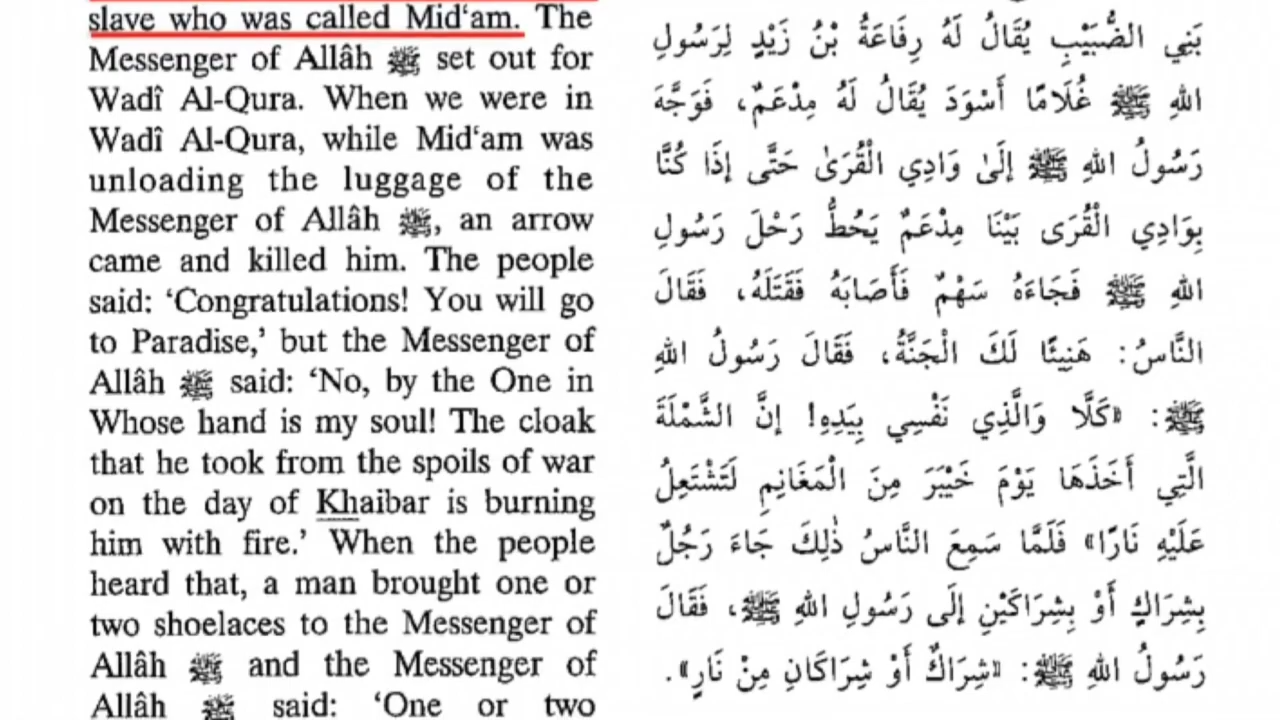 slave who was called Mid‘am. The
Messenger of Allâh ﷺ set out for
Wadî Al-Qura. When we were in
Wadî Al-Qura, while Mid‘am was
unloading the luggage of the
Messenger of Allâh ﷺ, an arrow
came and killed him. The people
said: ‘Congratulations! You will go
to Paradise,’ but the Messenger of
Allâh ﷺ said: ‘No, by the One in
Whose hand is my soul! The cloak
that he took from the spoils of war
on the day of Khaibar is burning
him with fire.’ When the people
heard that, a man brought one or
two shoelaces to the Messenger of
Allâh ﷺ and the Messenger of
Allâh ﷺ said: ‘One or two
بَنِي الضُّبَيْبِ يُقَالُ لَهُ رِفَاعَةُ بْنُ زَيْدٍ لِرَسُولِ
اللهِ ﷺ غُلَامًا أَسْوَدَ يُقَالُ لَهُ مِدْعَمٌ، فَوَجَّهَ
رَسُولُ اللهِ ﷺ إِلَىٰ وَادِي الْقُرَىٰ حَتَّى إِذَا كُنَّا
بِوَادِي الْقُرَى بَيْنَا مِدْعَمٌ يَحُطُّ رَحْلَ رَسُولِ
اللهِ ﷺ فَجَاءَهُ سَهْمٌ فَأَصَابَهُ فَقَتَلَهُ، فَقَالَ
النَّاسُ: هَنِيئًا لَكَ الْجَنَّةُ، فَقَالَ رَسُولُ اللهِ
ﷺ: «كَلَّا وَالَّذِي نَفْسِي بِيَدِهِ! إِنَّ الشَّمْلَةَ
الَّتِي أَخَذَهَا يَوْمَ خَيْبَرَ مِنَ الْمَغَانِمِ لَتَشْتَعِلُ
عَلَيْهِ نَارًا» فَلَمَّا سَمِعَ النَّاسُ ذٰلِكَ جَاءَ رَجُلٌ
بِشِرَاكٍ أَوْ بِشِرَاكَيْنِ إِلَى رَسُولِ اللهِ ﷺ، فَقَالَ
رَسُولُ اللهِ ﷺ: «شِرَاكٌ أَوْ شِرَاكَانِ مِنْ نَارٍ».